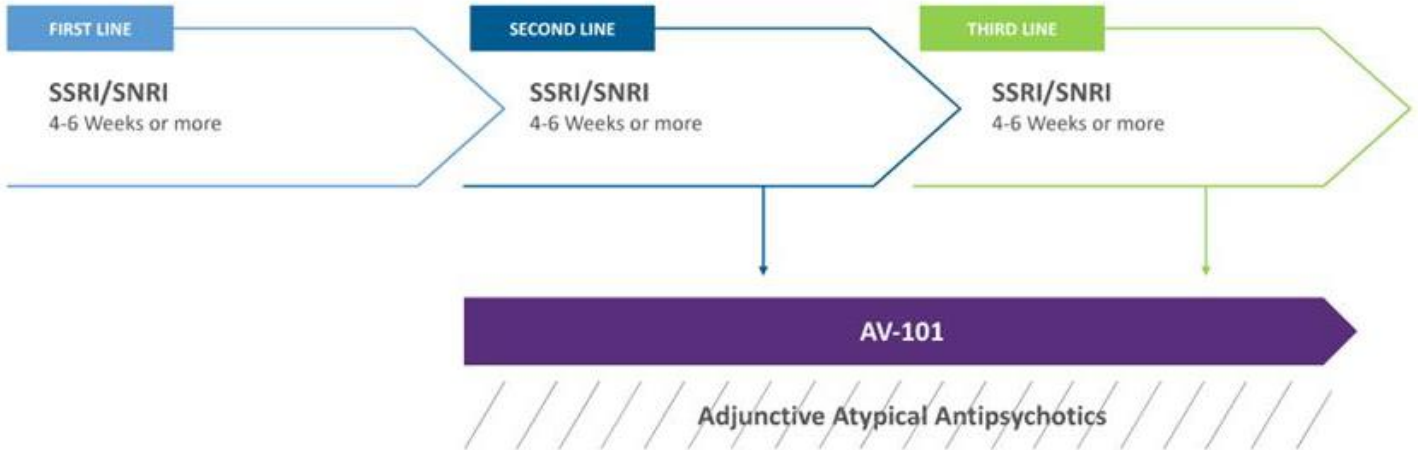 FIRST LINE
SSRI/SNRI
4-6 Weeks or more
SECOND LINE
SSRI/SNRI
4-6 Weeks or more
THIRD LINE
SSRI/SNRI
4-6 Weeks or more
AV-101
Adjunctive Atypical Antipsychotics